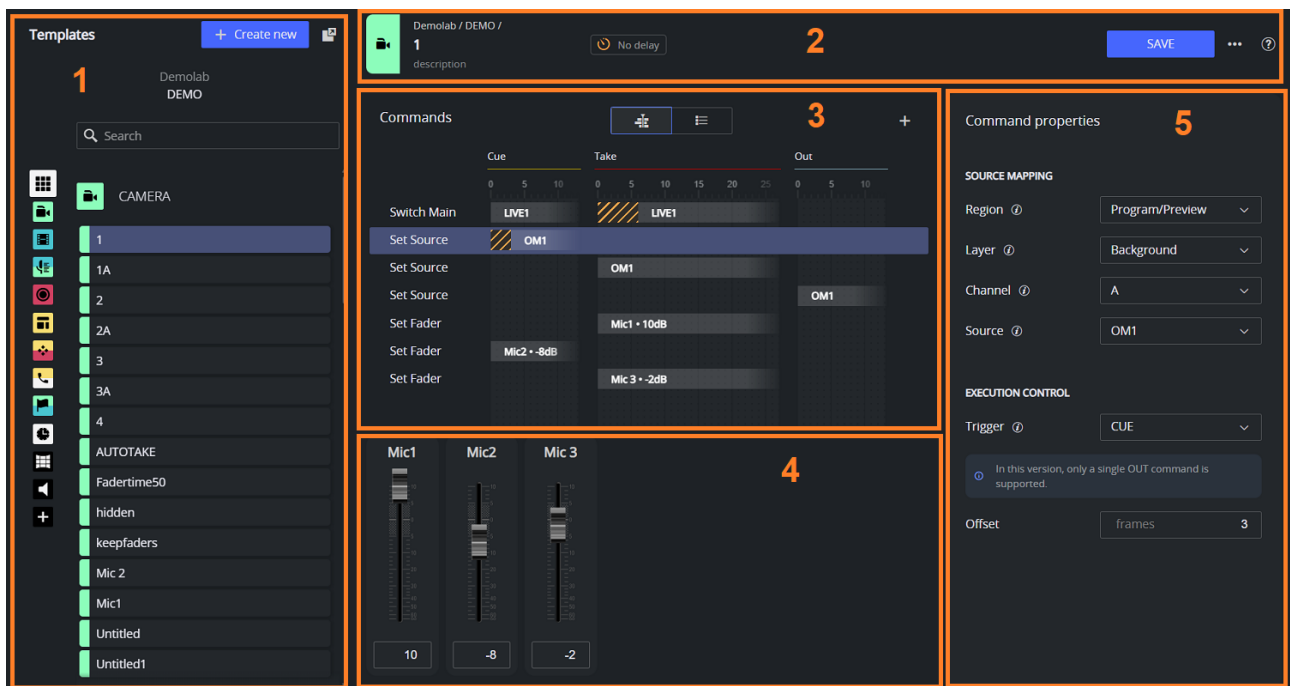 Templates
+ Create new
1
Demolab
DEMO
Search
CAMERA
1
1A
2
2A
3
3A
4
AUTOTAKE
Fadertime50
hidden
keepfaders
Mic 2
Mic1
Untitled
Untitled1
Demolab / DEMO /
1
description
No delay
2
SAVE
Commands
3
+
Cue Take Out
0 5 10 0 5 10 15 20 25 0 5 10
Switch Main LIVE1 LIVE1
Set Source OM1
Set Source OM1
Set Source OM1
Set Fader Mic1 • 10dB
Set Fader Mic2 • -8dB
Set Fader Mic 3 • -2dB
Mic1 Mic2 Mic 3
4
10 -8 -2
Command properties
5
SOURCE MAPPING
Region Program/Preview
Layer Background
Channel A
Source OM1
EXECUTION CONTROL
Trigger CUE
In this version, only a single OUT command is
supported.
Offset frames 3